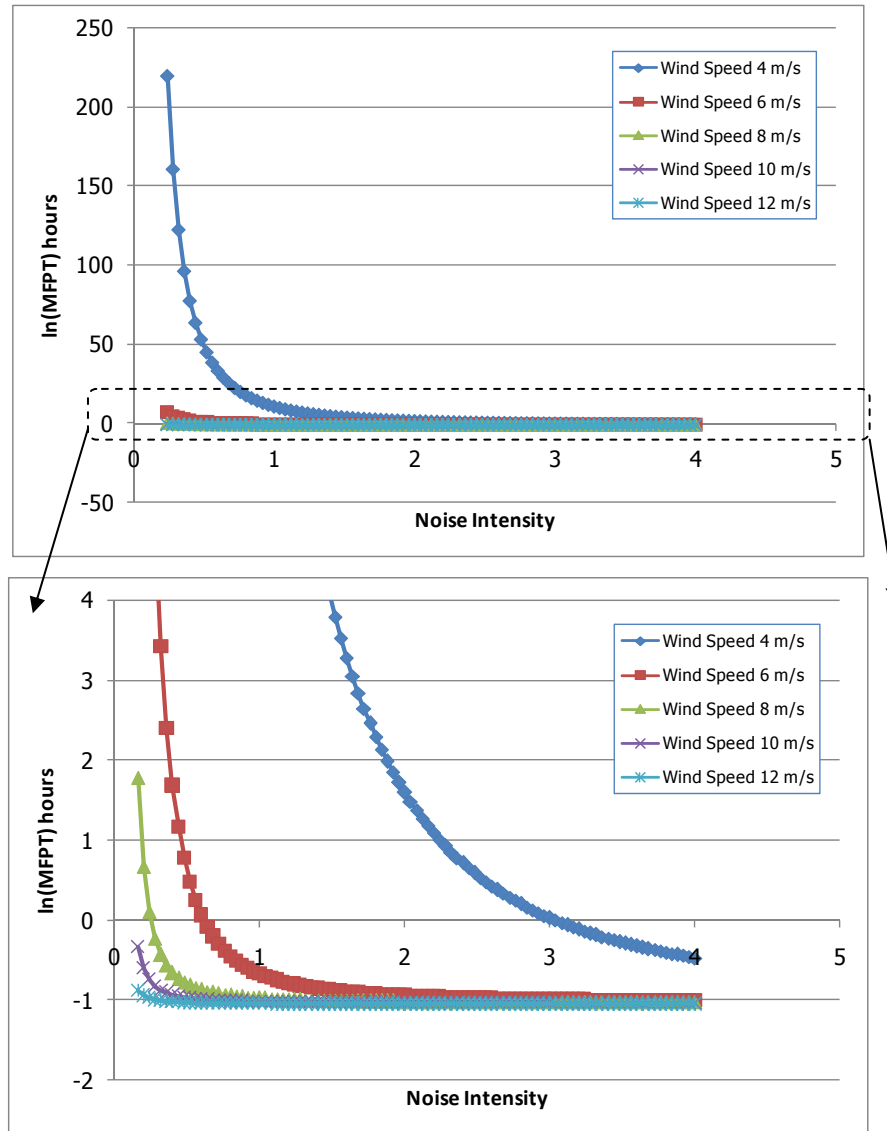 250
200
150
100
50
0
-50
ln(MFPT) hours
0 1 2 3 4 5
Noise Intensity
Wind Speed 4 m/s
Wind Speed 6 m/s
Wind Speed 8 m/s
Wind Speed 10 m/s
Wind Speed 12 m/s
4
3
2
1
0
-1
-2
ln(MFPT) hours
0 1 2 3 4 5
Noise Intensity
Wind Speed 4 m/s
Wind Speed 6 m/s
Wind Speed 8 m/s
Wind Speed 10 m/s
Wind Speed 12 m/s